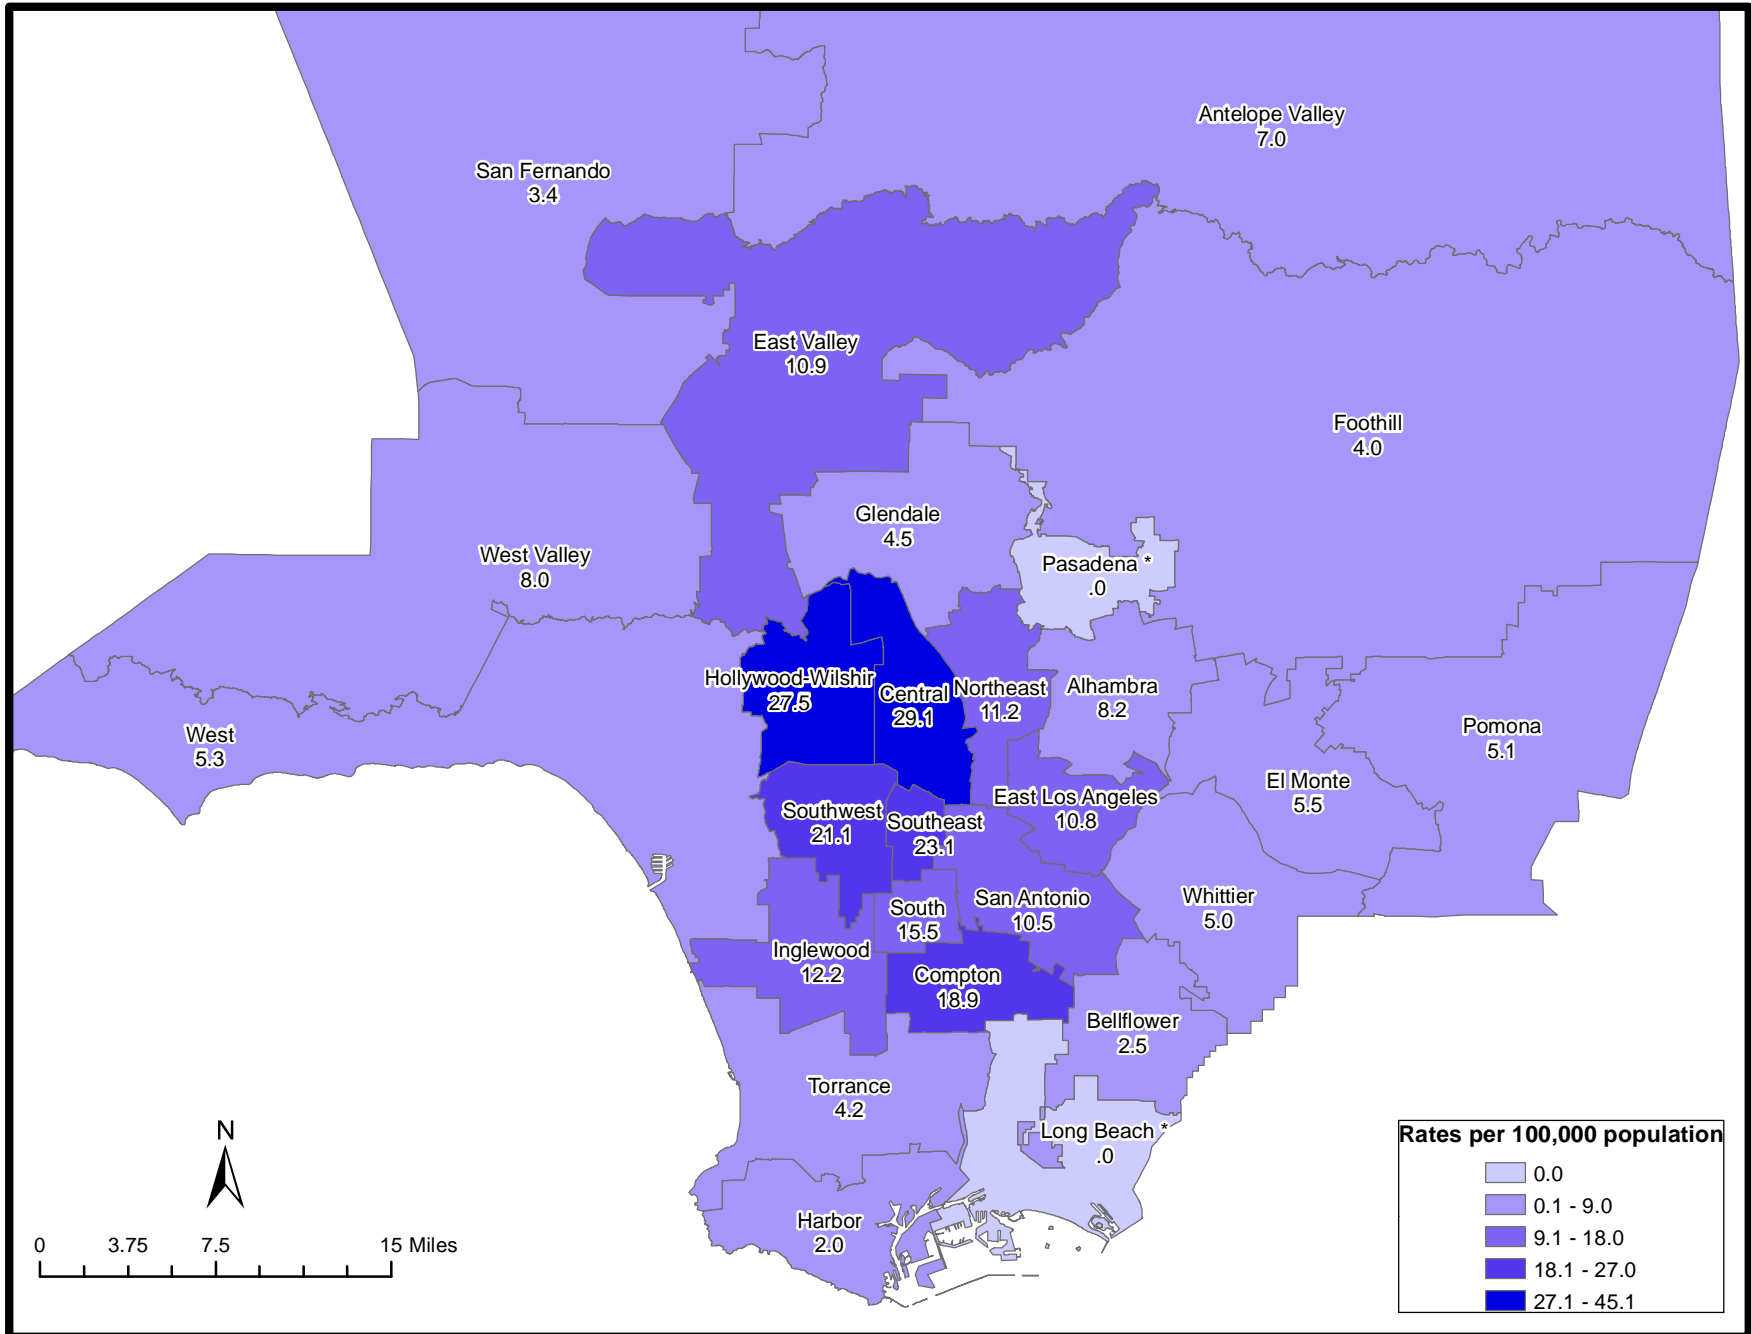 Antelope Valley
7.0
San Fernando
3.4
East Valley
10.9
Foothill
4.0
Glendale
4.5
West Valley
8.0
Pasadena *
.0
Hollywood-Wilshir
27.5
Central
29.1
Northeast
11.2
Alhambra
8.2
West
5.3
Pomona
5.1
El Monte
5.5
East Los Angeles
10.8
Southwest
21.1
Southeast
23.1
Whittier
5.0
San Antonio
10.5
South
15.5
Inglewood
12.2
Compton
18.9
Bellflower
2.5
Torrance
4.2
Long Beach *
.0
Harbor
2.0
N
0 3.75 7.5 15 Miles
Rates per 100,000 population
0.0
0.1 - 9.0
9.1 - 18.0
18.1 - 27.0
27.1 - 45.1